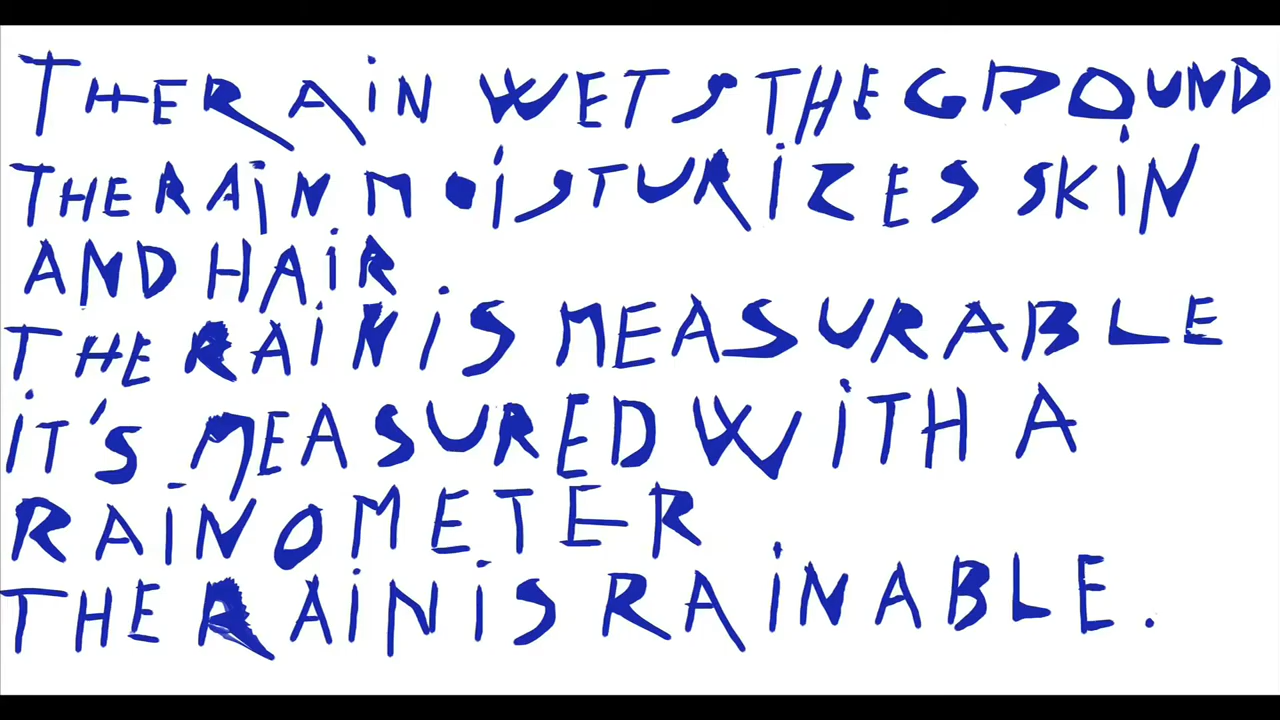 THE RAIN WETS THE GROUND
THE RAIN MOISTURIZES SKIN
AND HAIR
THE RAIN IS MEASURABLE
IT'S MEASURED WITH A
RAINOMETER
THE RAIN IS RAINABLE.